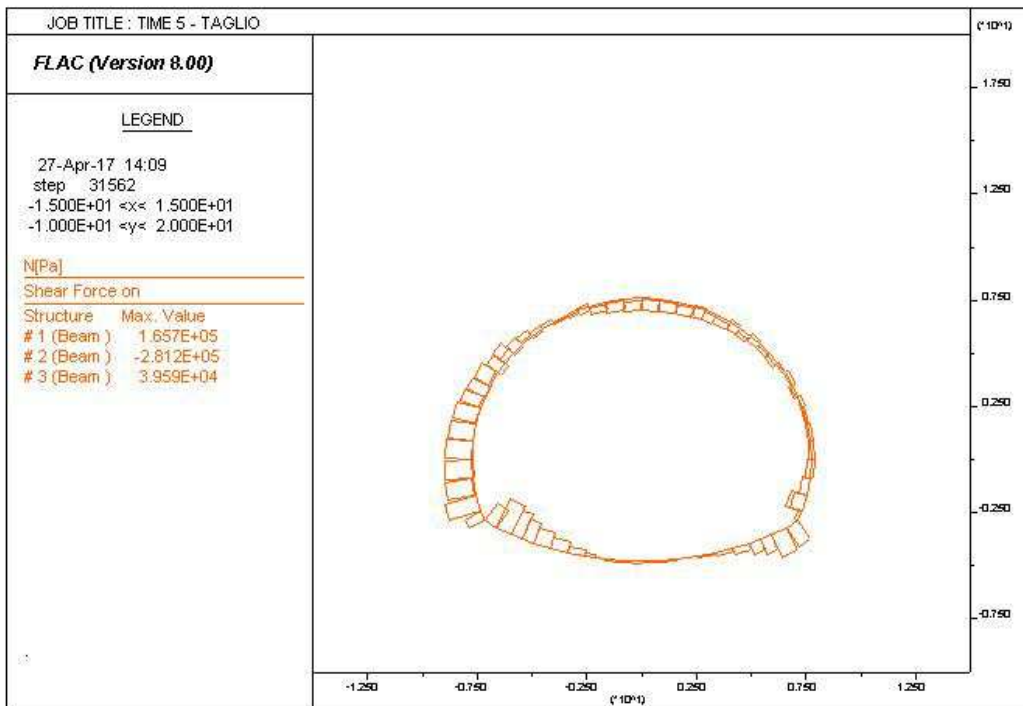 JOB TITLE : TIME 5 - TAGLIO
FLAC (Version 8.00)
LEGEND
27-Apr-17 14:09
step 31562
-1.500E+01 <x< 1.500E+01
-1.000E+01 <y< 2.000E+01
N[Pa]
Shear Force on
Structure Max. Value
# 1 (Beam ) 1.657E+05
# 2 (Beam ) -2.812E+05
# 3 (Beam ) 3.959E+04
(*10^1)
1.750
1.250
0.750
0.250
-0.250
-0.750
-1.250 -0.750 -0.250 0.250 0.750 1.250
(*10^1)